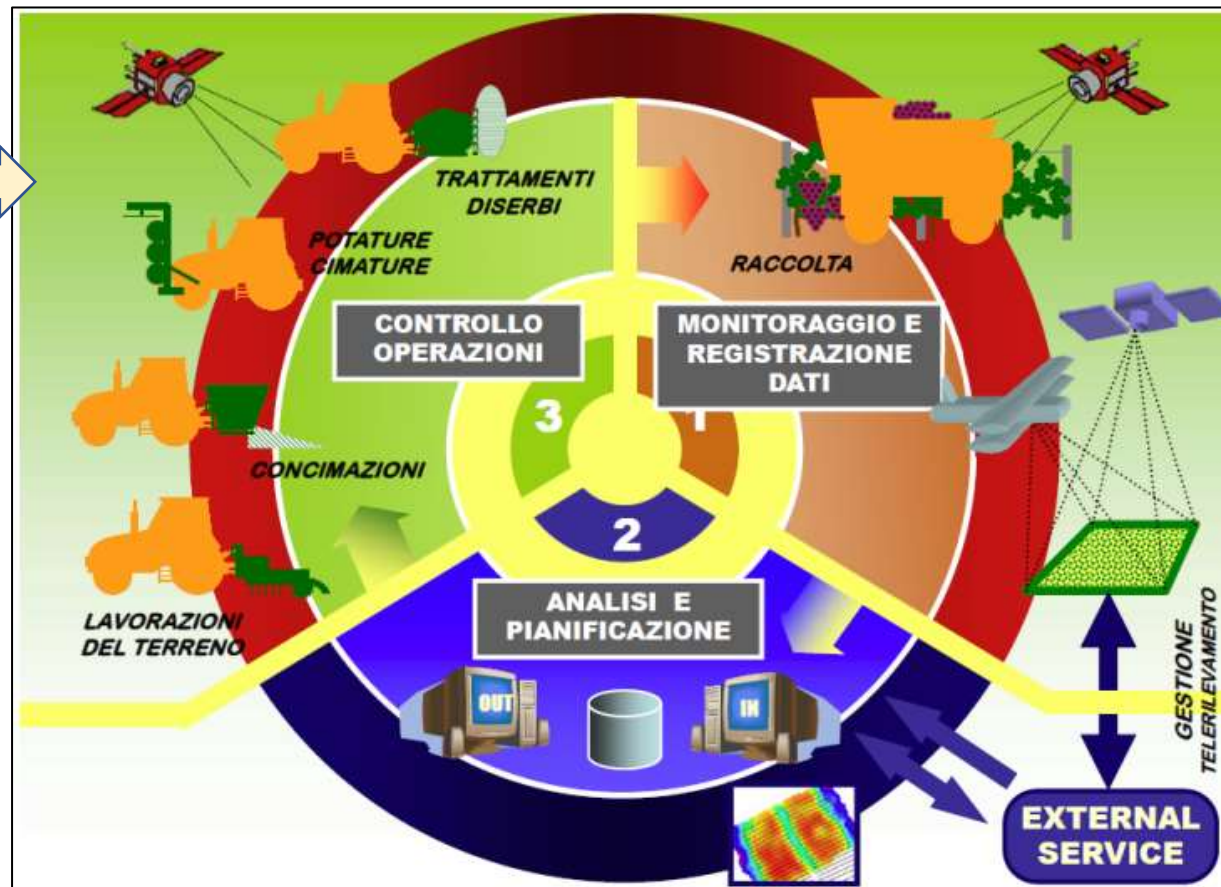 TRATTAMENTI
DISERBI
POTATURE
CIMATURE
RACCOLTA
CONTROLLO
OPERAZIONI
MONITORAGGIO E
REGISTRAZIONE
DATI
3
1
CONCIMAZIONI
2
ANALISI E
PIANIFICAZIONE
LAVORAZIONI
DEL TERRENO
OUT
IN
GESTIONE
TELERILEVAMENTO
EXTERNAL
SERVICE